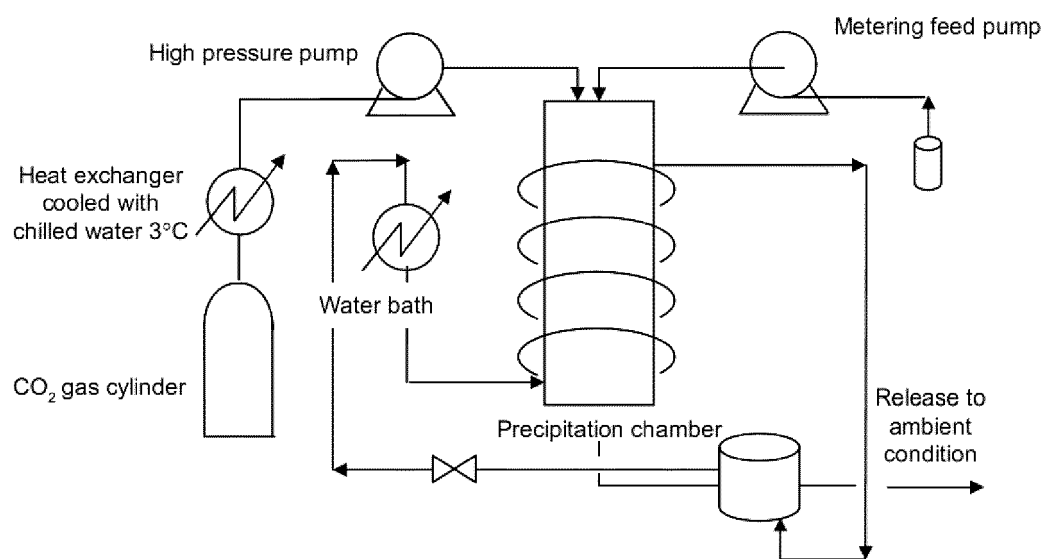 High pressure pump
Metering feed pump
Heat exchanger
cooled with
chilled water 3°C
Water bath
CO₂ gas cylinder
Precipitation chamber
Release to
ambient
condition